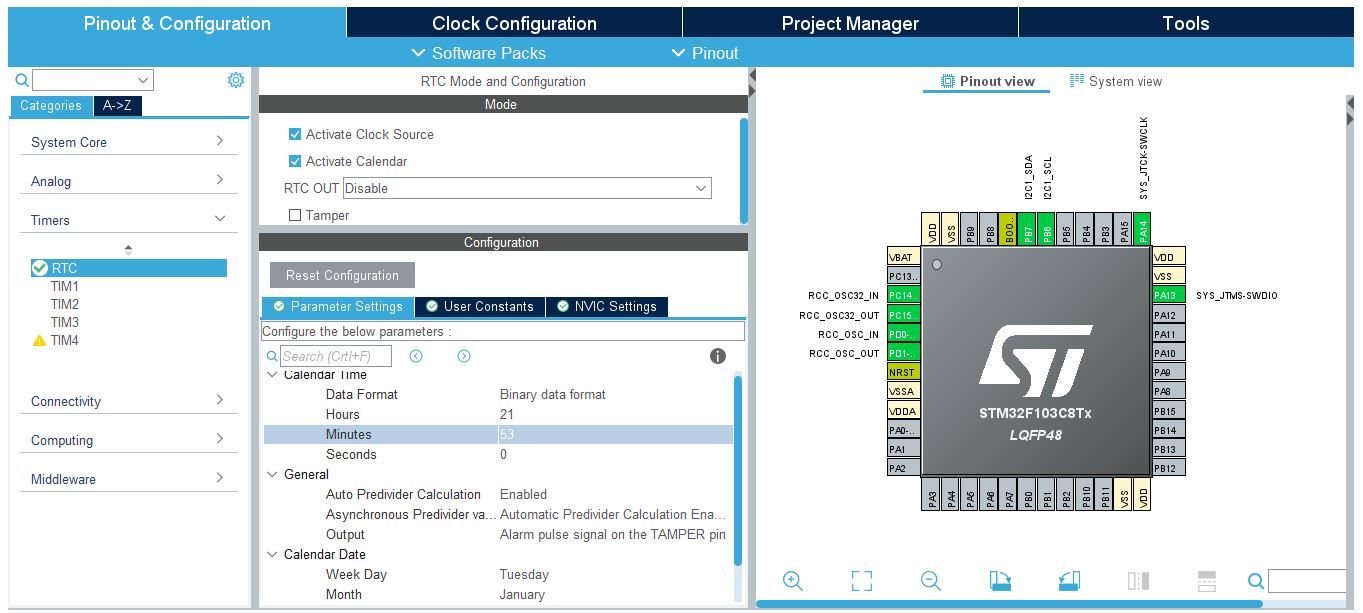 Pinout & Configuration
Clock Configuration
Project Manager
Tools
Software Packs
Pinout
Categories
A->Z
System Core
Analog
Timers
RTC
TIM1
TIM2
TIM3
TIM4
Connectivity
Computing
Middleware
RTC Mode and Configuration
Mode
Activate Clock Source
Activate Calendar
RTC OUT Disable
Tamper
Configuration
Reset Configuration
Parameter Settings
User Constants
NVIC Settings
Configure the below parameters :
Search (Crtl+F)
Calendar Time
Data Format Binary data format
Hours 21
Minutes 53
Seconds 0
General
Auto Predivider Calculation Enabled
Asynchronous Predivider va... Automatic Predivider Calculation Ena...
Output Alarm pulse signal on the TAMPER pin
Calendar Date
Week Day Tuesday
Month January
Pinout view
System view
I2C1_SDA
I2C1_SCL
SYS_JTCK-SWCLK
VDD
VSS
PB9
PB8
BOO..
PB7
PB6
PB5
PB4
PB3
PA15
PA14
VBAT
PC13..
RCC_OSC32_IN PC14..
RCC_OSC32_OUT PC15..
RCC_OSC_IN PD0-..
RCC_OSC_OUT PD1-..
NRST
VSSA
VDDA
PA0-..
PA1
PA2
VDD
VSS
PA13 SYS_JTMS-SWDIO
PA12
PA11
PA10
PA9
PA8
PB15
PB14
PB13
PB12
ST
STM32F103C8Tx
LQFP48
PA3
PA4
PA5
PA6
PA7
PB0
PB1
PB2
PB10
PB11
VSS
VDD